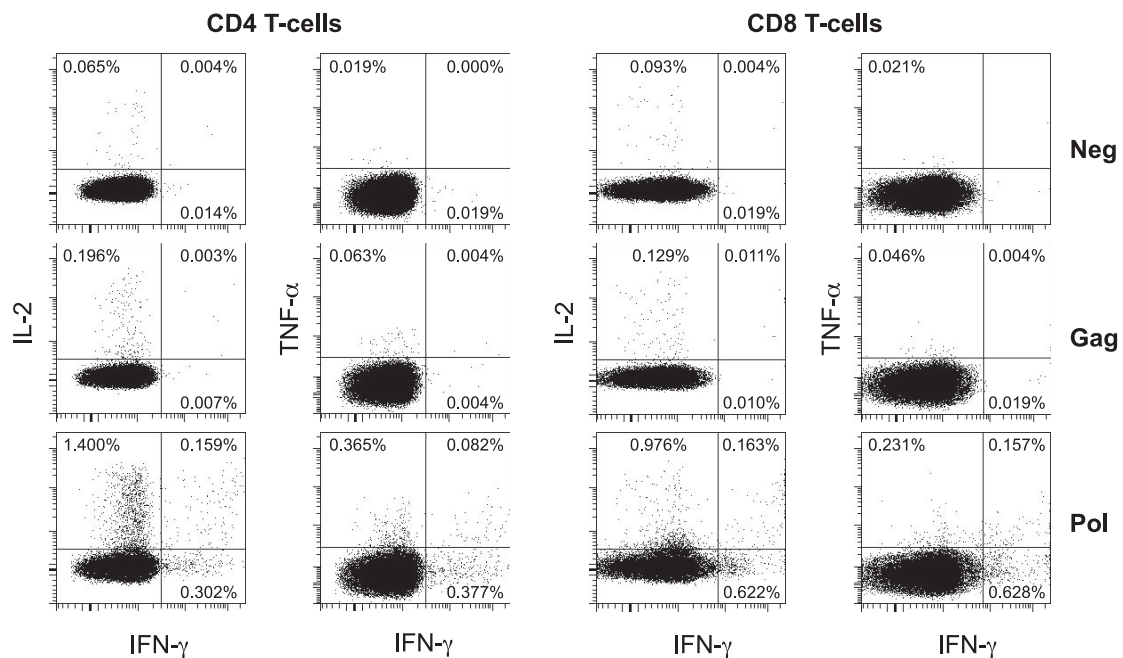 CD4 T-cells CD8 T-cells
0.065% 0.004% 0.019% 0.000% 0.093% 0.004% 0.021%
Neg
0.014% 0.019% 0.019%
0.196% 0.003% 0.063% 0.004% 0.129% 0.011% 0.046% 0.004%
IL-2 TNF-α IL-2 TNF-α Gag
0.007% 0.004% 0.010% 0.019%
1.400% 0.159% 0.365% 0.082% 0.976% 0.163% 0.231% 0.157%
Pol
0.302% 0.377% 0.622% 0.628%
IFN-γ IFN-γ IFN-γ IFN-γ